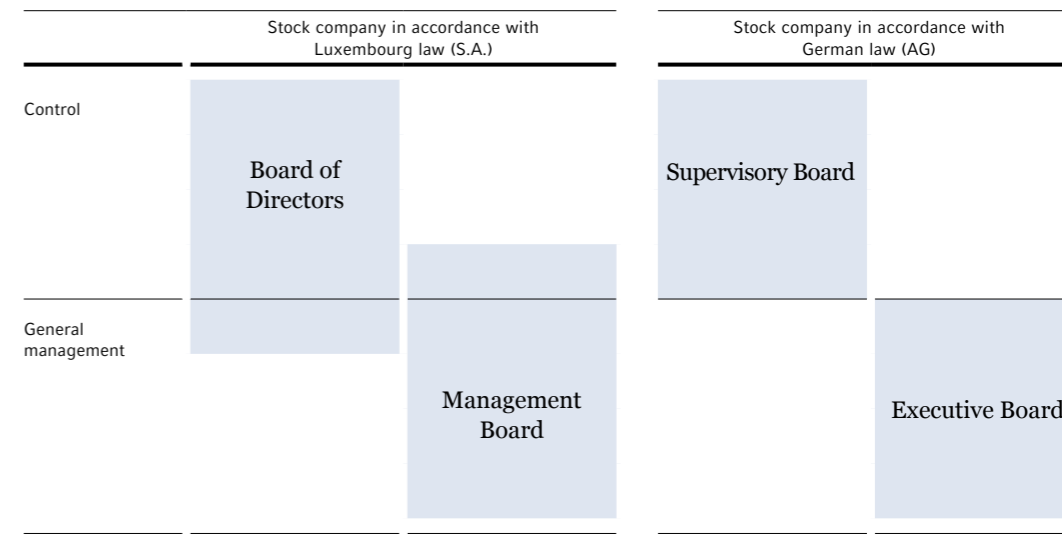 Stock company in accordance with
Luxembourg law (S.A.)
Stock company in accordance with
German law (AG)
Control
Board of
Directors
Supervisory Board
General
management
Management
Board
Executive Board